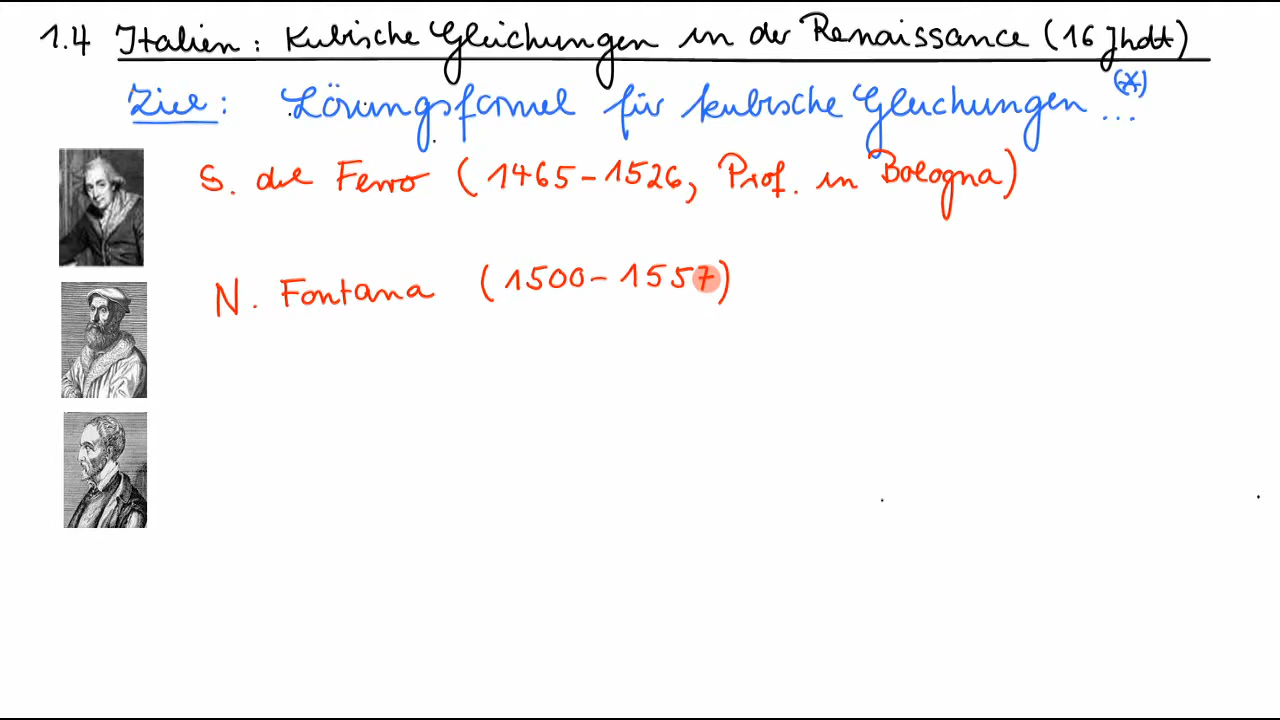 1.4 Italien: Kubische Gleichungen in der Renaissance (16 Jhdt)
Ziel: Lösungsformel für kubische Gleichungen ... (*)
S. del Ferro (1465-1526, Prof. in Bologna)
N. Fontana (1500-1557)